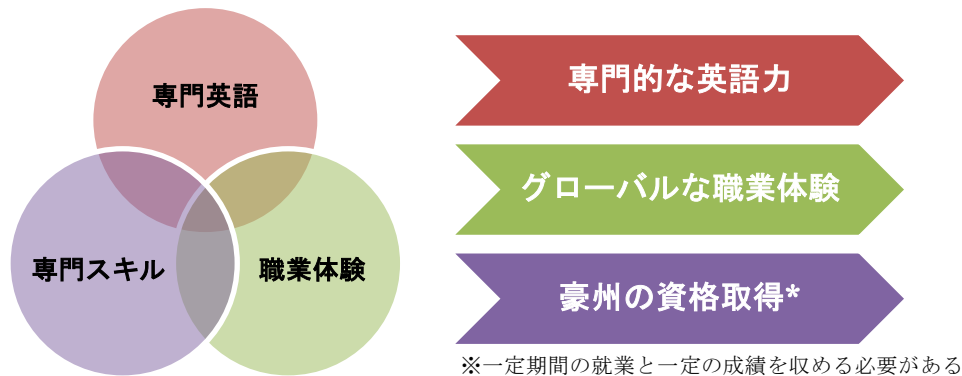 専門英語
専門スキル
職業体験
専門的な英語力
グローバルな職業体験
豪州の資格取得*
※一定期間の就業と一定の成績を収める必要がある